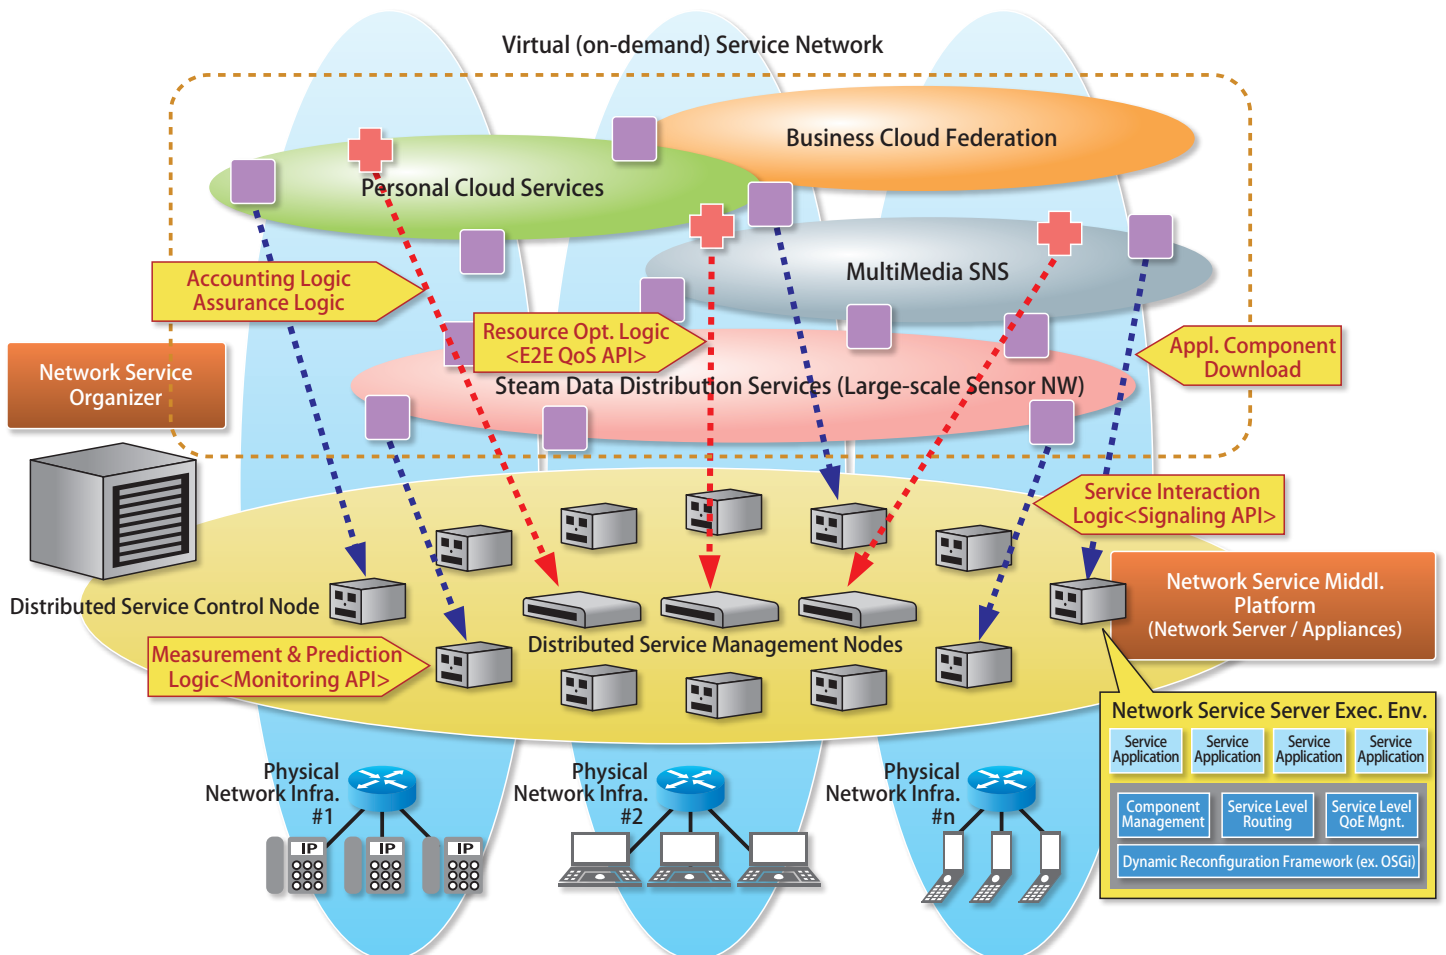 Virtual (on-demand) Service Network
Business Cloud Federation
Personal Cloud Services
MultiMedia SNS
Accounting Logic
Assurance Logic
Resource Opt. Logic
<E2E QoS API>
Appl. Component
Download
Network Service
Organizer
Steam Data Distribution Services (Large-scale Sensor NW)
Service Interaction
Logic<Signaling API>
Distributed Service Control Node
Network Service Middl.
Platform
(Network Server / Appliances)
Distributed Service Management Nodes
Measurement & Prediction
Logic<Monitoring API>
Network Service Server Exec. Env.
Service
Application
Service
Application
Service
Application
Service
Application
Component
Management
Service Level
Routing
Service Level
QoE Mgnt.
Dynamic Reconfiguration Framework (ex. OSGi)
Physical
Network Infra.
#1
Physical
Network Infra.
#2
Physical
Network Infra.
#n
IP
IP
IP